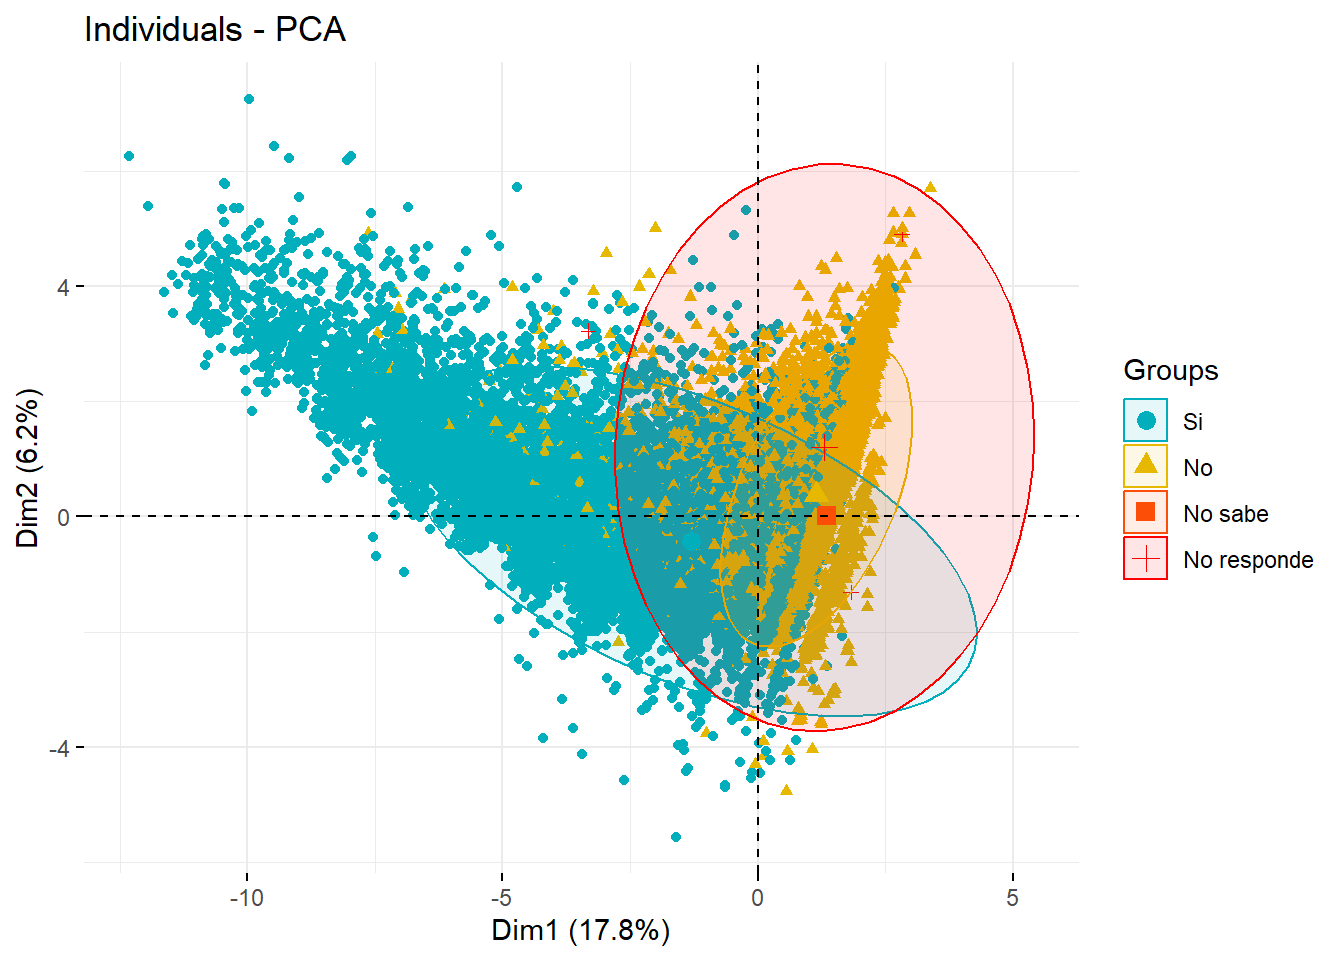 Individuals - PCA
Dim2 (6.2%)
4
0
-4
-10
-5
0
5
Dim1 (17.8%)
Groups
Si
No
No sabe
No responde